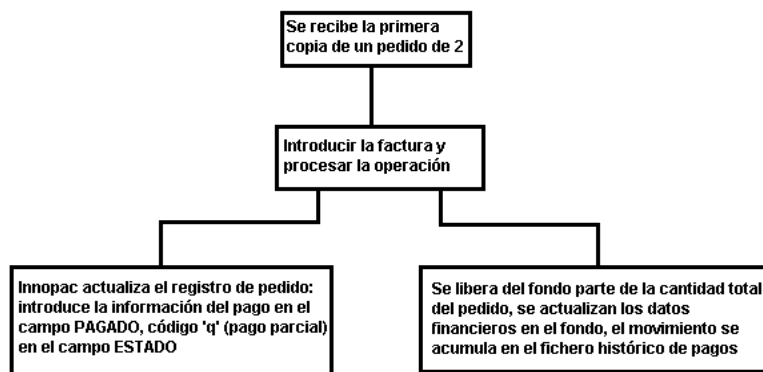 Se recibe la primera
copia de un pedido de 2
Introducir la factura y
procesar la operación
Innopac actualiza el registro de pedido:
introduce la información del pago en el
campo PAGADO, código 'q' (pago parcial)
en el campo ESTADO
Se libera del fondo parte de la cantidad total
del pedido, se actualizan los datos
financieros en el fondo, el movimiento se
acumula en el fichero histórico de pagos